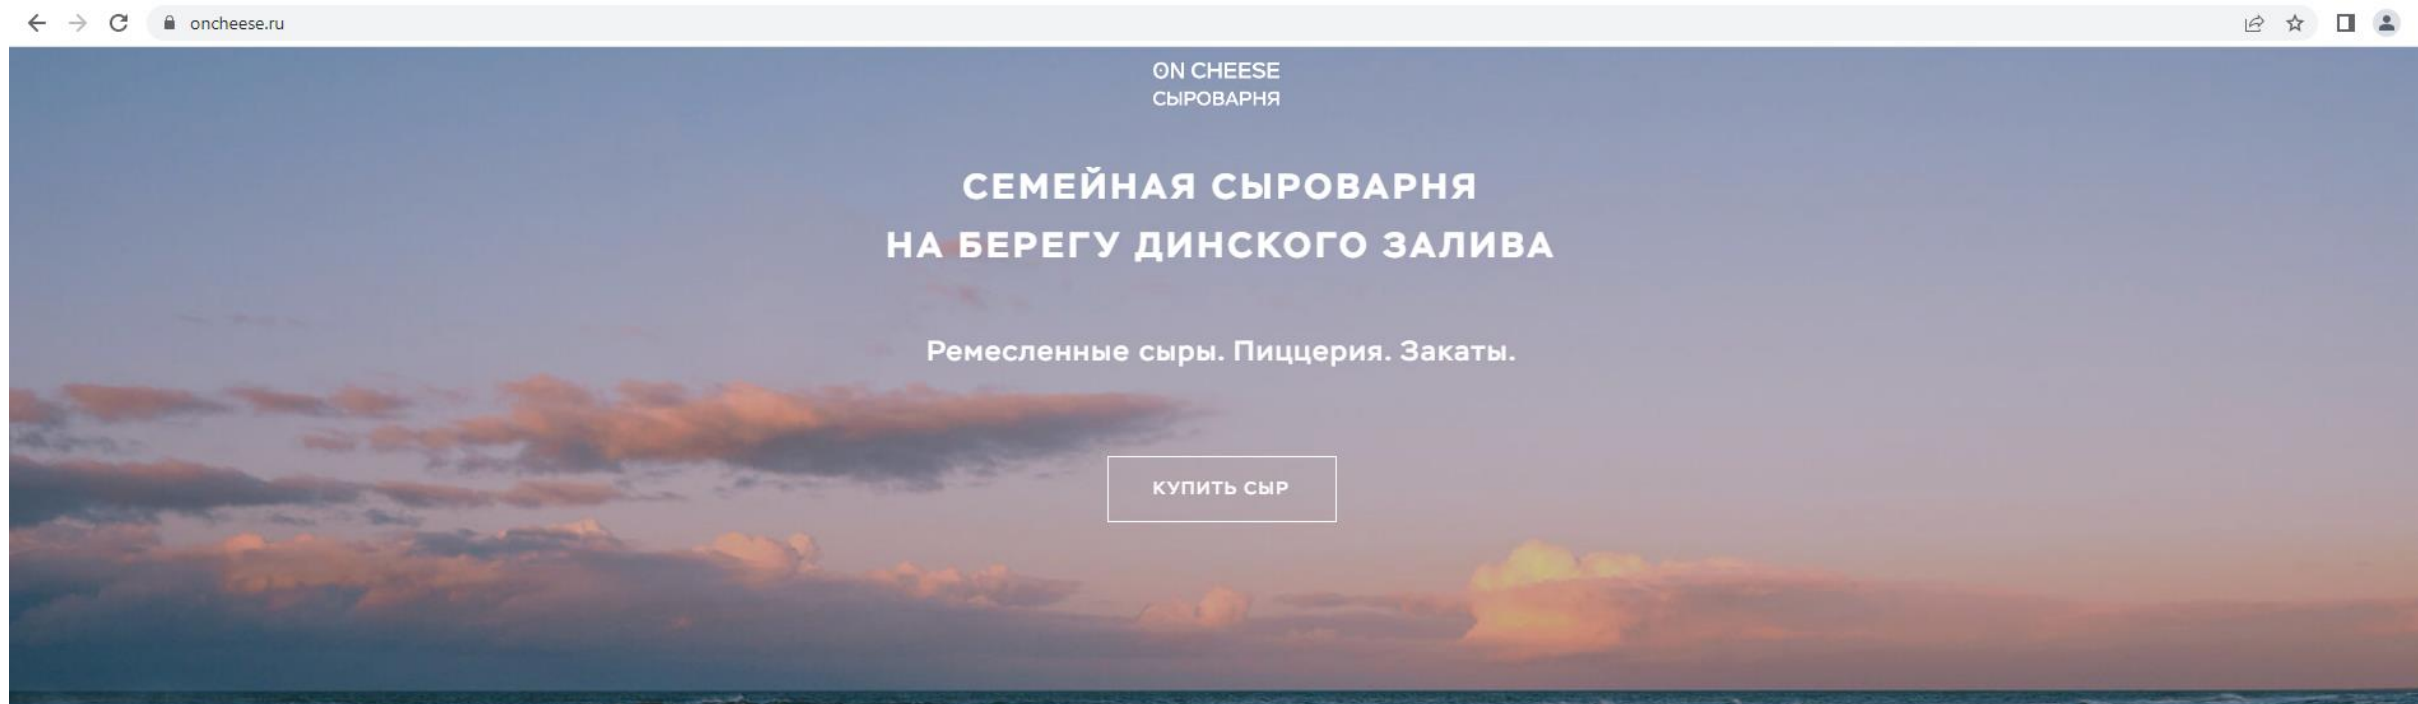 oncheese.ru
ON CHEESE
СЫРОВАРНЯ
СЕМЕЙНАЯ СЫРОВАРНЯ
НА БЕРЕГУ ДИНСКОГО ЗАЛИВА
Ремесленные сыры. Пиццерия. Закаты.
КУПИТЬ СЫР